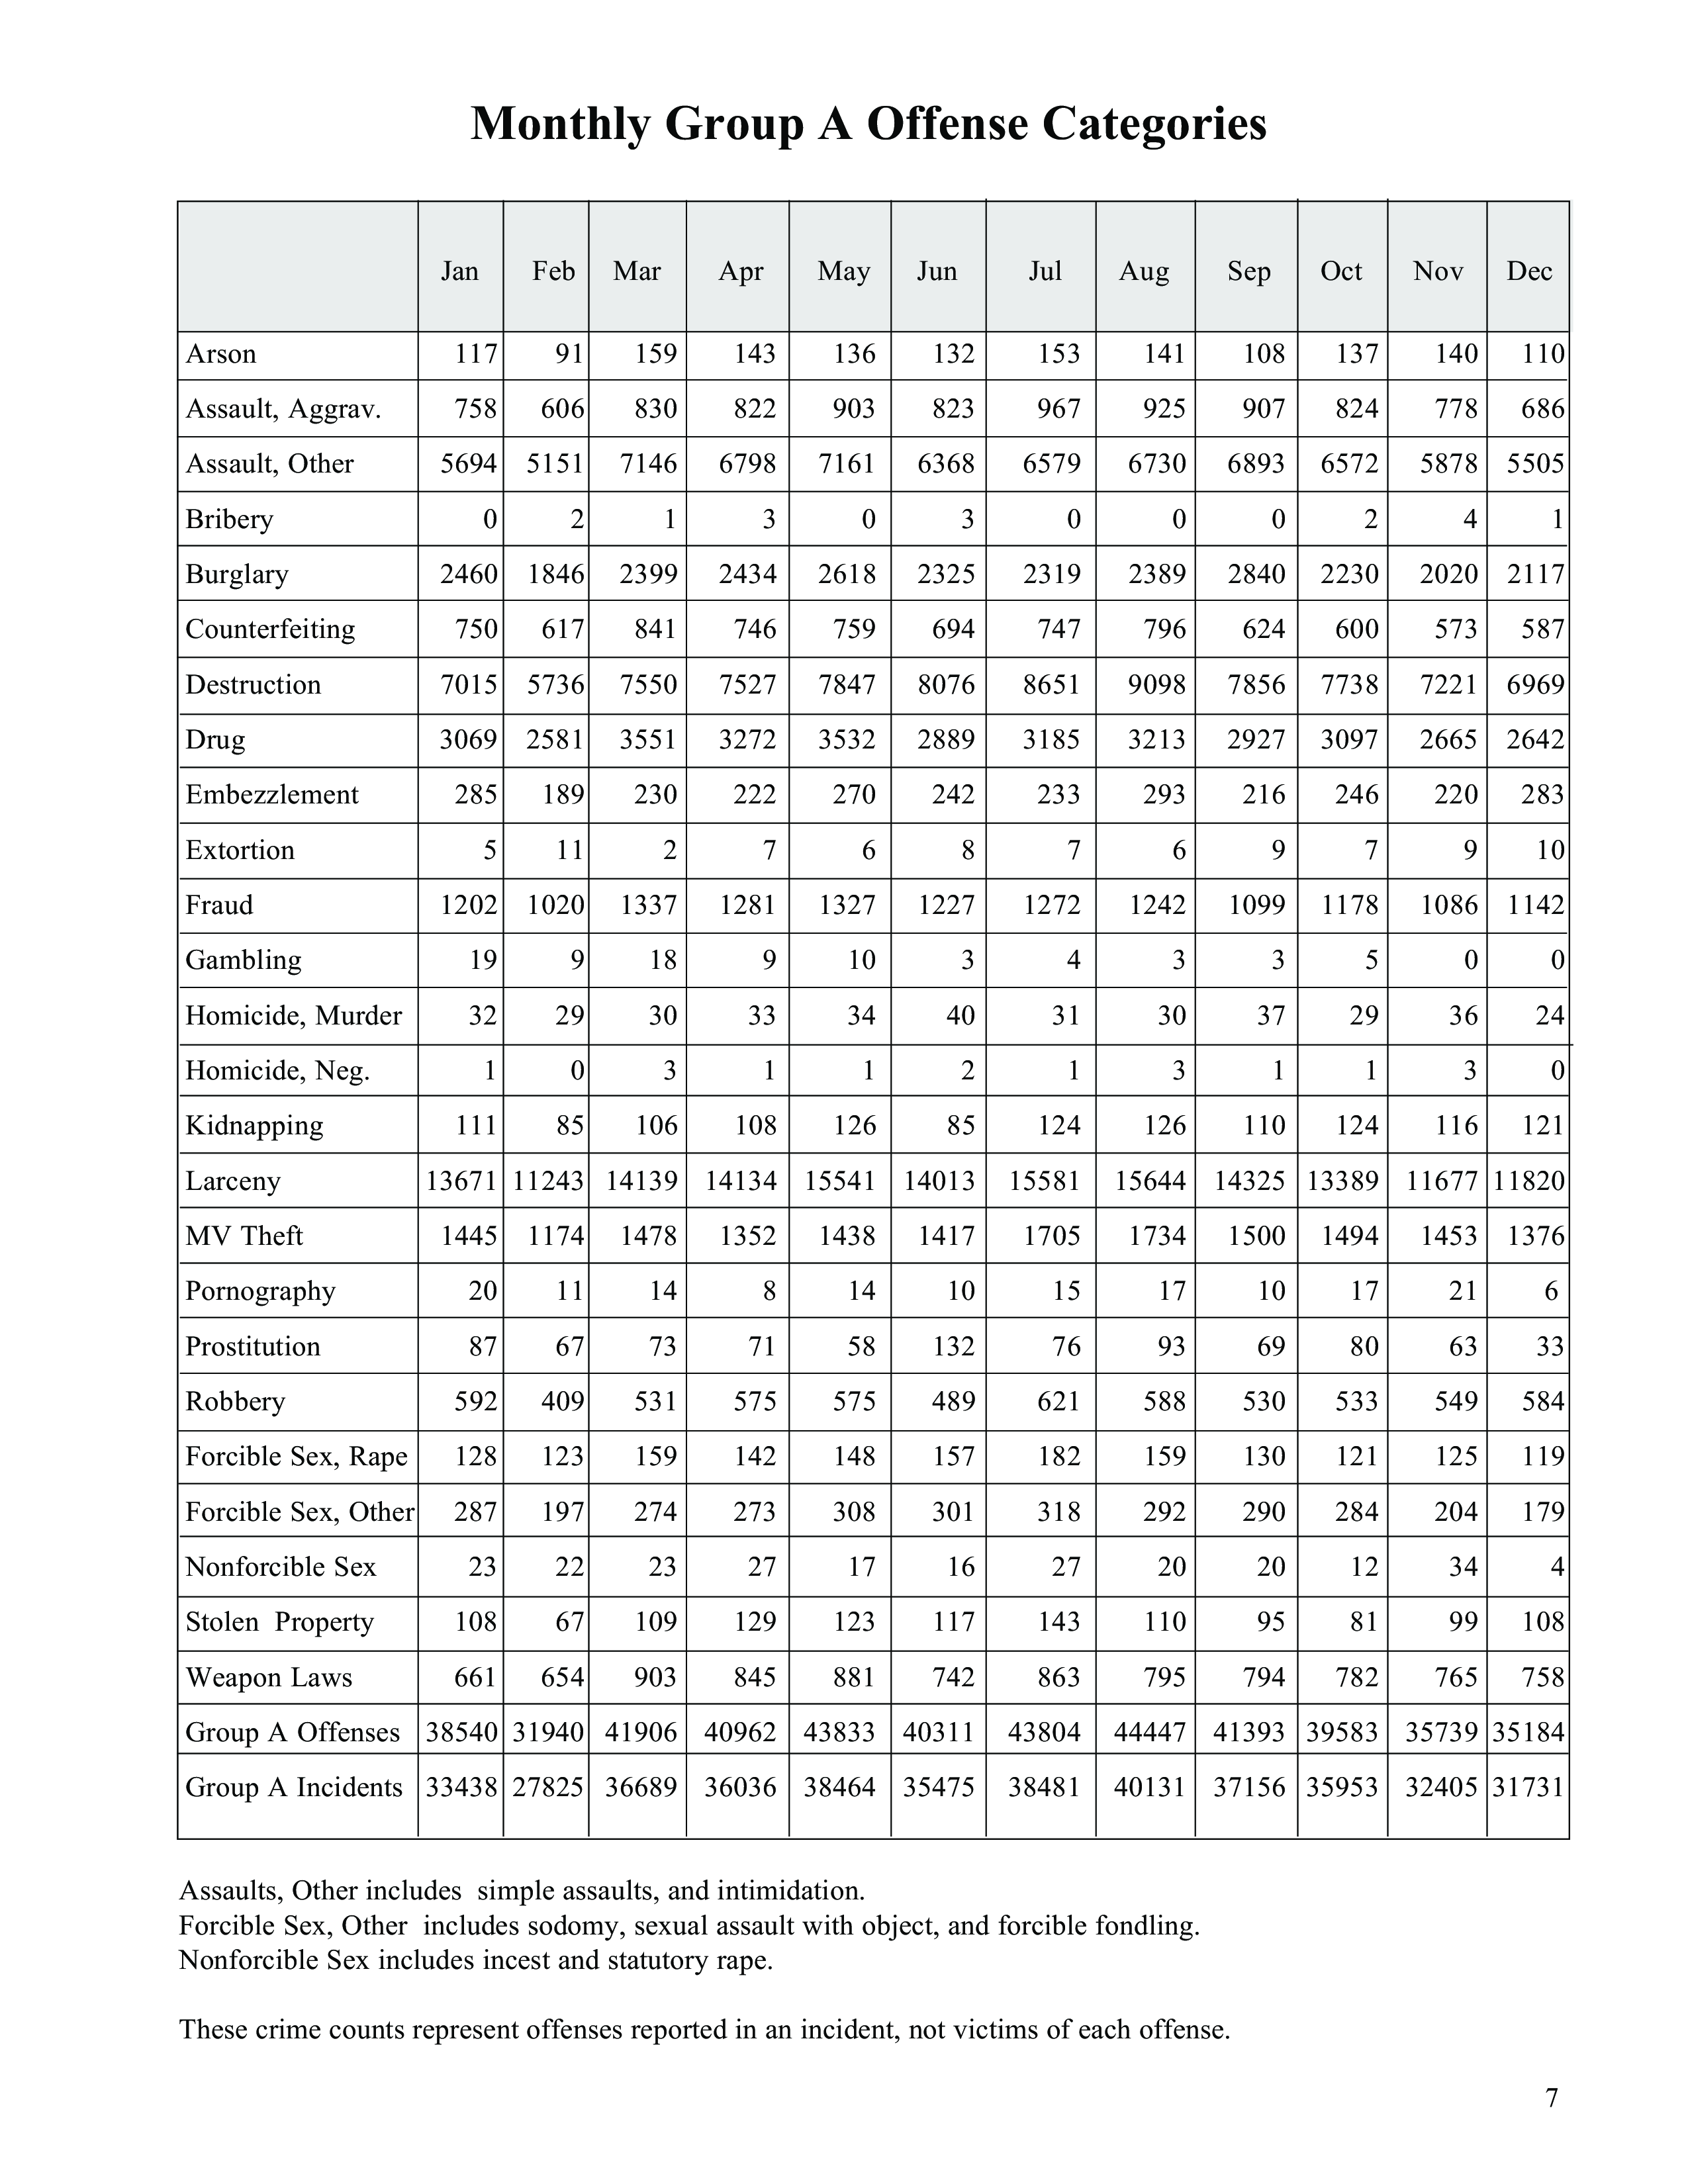 Monthly Group A Offense Categories
Jan Feb Mar Apr May Jun Jul Aug Sep Oct Nov Dec
Arson 117 91 159 143 136 132 153 141 108 137 140 110
Assault, Aggrav. 758 606 830 822 903 823 967 925 907 824 778 686
Assault, Other 5694 5151 7146 6798 7161 6368 6579 6730 6893 6572 5878 5505
Bribery 0 2 1 3 0 3 0 0 0 2 4 1
Burglary 2460 1846 2399 2434 2618 2325 2319 2389 2840 2230 2020 2117
Counterfeiting 750 617 841 746 759 694 747 796 624 600 573 587
Destruction 7015 5736 7550 7527 7847 8076 8651 9098 7856 7738 7221 6969
Drug 3069 2581 3551 3272 3532 2889 3185 3213 2927 3097 2665 2642
Embezzlement 285 189 230 222 270 242 233 293 216 246 220 283
Extortion 5 11 2 7 6 8 7 6 9 7 9 10
Fraud 1202 1020 1337 1281 1327 1227 1272 1242 1099 1178 1086 1142
Gambling 19 9 18 9 10 3 4 3 3 5 0 0
Homicide, Murder 32 29 30 33 34 40 31 30 37 29 36 24
Homicide, Neg. 1 0 3 1 1 2 1 3 1 1 3 0
Kidnapping 111 85 106 108 126 85 124 126 110 124 116 121
Larceny 13671 11243 14139 14134 15541 14013 15581 15644 14325 13389 11677 11820
MV Theft 1445 1174 1478 1352 1438 1417 1705 1734 1500 1494 1453 1376
Pornography 20 11 14 8 14 10 15 17 10 17 21 6
Prostitution 87 67 73 71 58 132 76 93 69 80 63 33
Robbery 592 409 531 575 575 489 621 588 530 533 549 584
Forcible Sex, Rape 128 123 159 142 148 157 182 159 130 121 125 119
Forcible Sex, Other 287 197 274 273 308 301 318 292 290 284 204 179
Nonforcible Sex 23 22 23 27 17 16 27 20 20 12 34 4
Stolen Property 108 67 109 129 123 117 143 110 95 81 99 108
Weapon Laws 661 654 903 845 881 742 863 795 794 782 765 758
Group A Offenses 38540 31940 41906 40962 43833 40311 43804 44447 41393 39583 35739 35184
Group A Incidents 33438 27825 36689 36036 38464 35475 38481 40131 37156 35953 32405 31731
Assaults, Other includes simple assaults, and intimidation.
Forcible Sex, Other includes sodomy, sexual assault with object, and forcible fondling.
Nonforcible Sex includes incest and statutory rape.
These crime counts represent offenses reported in an incident, not victims of each offense.
7